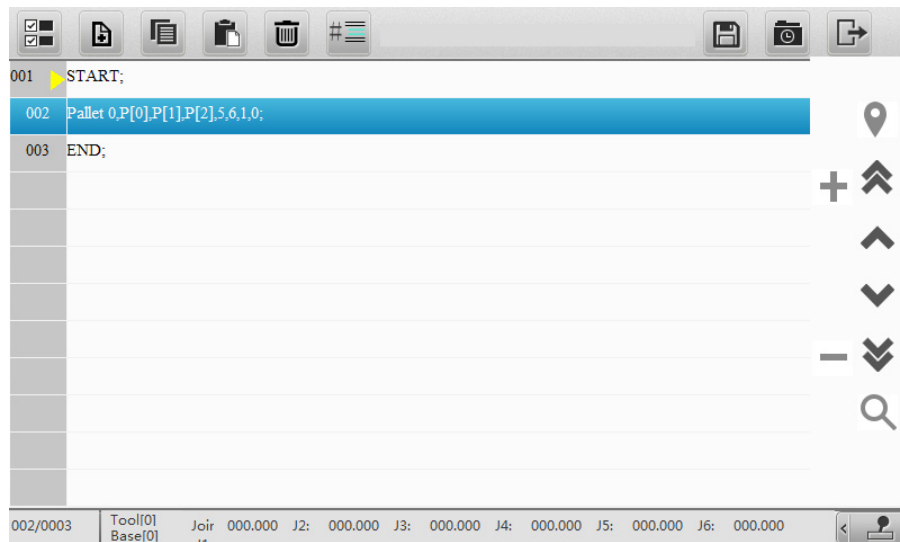 #
001 START;
002 Pallet 0,P[0],P[1],P[2],5,6,1,0;
003 END;
002/0003 Tool[0] Joir 000.000 J2: 000.000 J3: 000.000 J4: 000.000 J5: 000.000 J6: 000.000
Base[0]